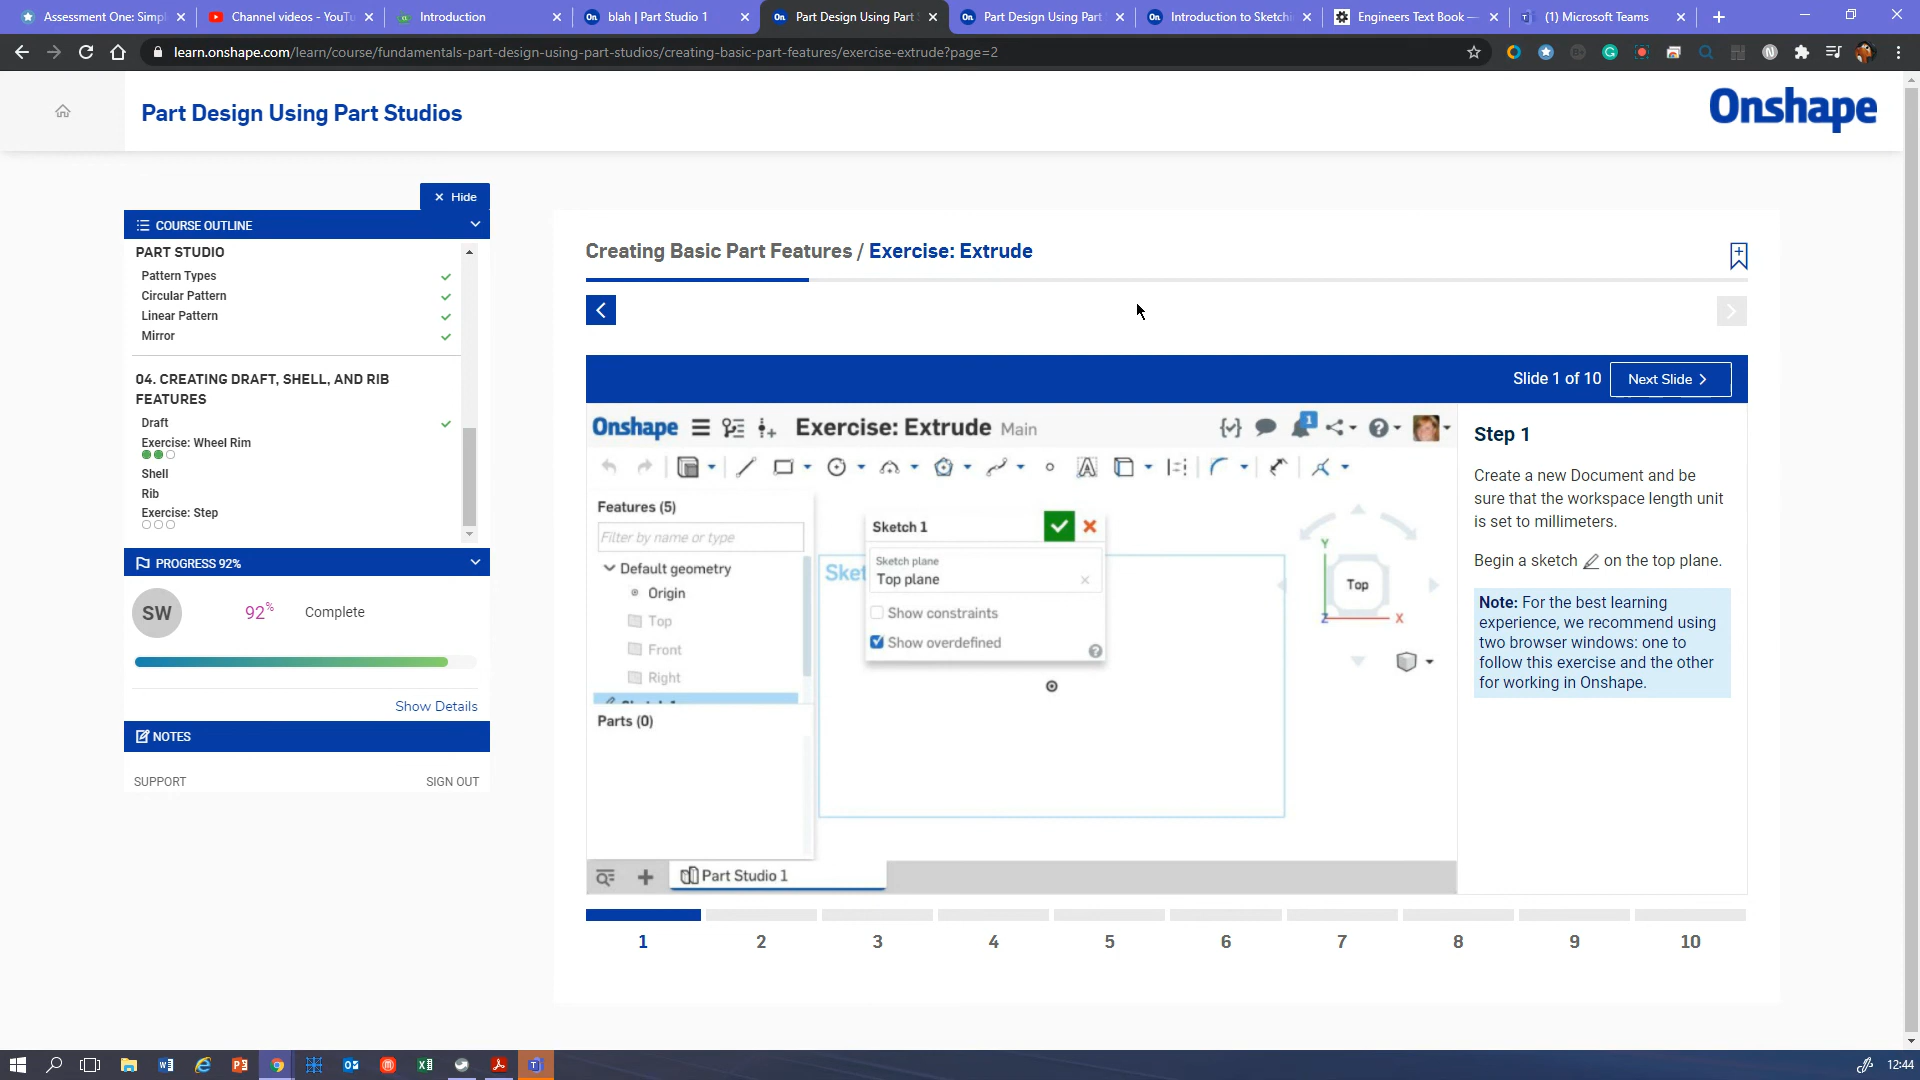 Assessment One: Simpl
Channel videos - YouTu
Introduction
blah | Part Studio 1
Part Design Using Part
Part Design Using Part
Introduction to Sketchi
Engineers Text Book —
(1) Microsoft Teams
learn.onshape.com/learn/course/fundamentals-part-design-using-part-studios/creating-basic-part-features/exercise-extrude?page=2
Part Design Using Part Studios
Onshape
× Hide
COURSE OUTLINE
PART STUDIO
Pattern Types
Circular Pattern
Linear Pattern
Mirror
04. CREATING DRAFT, SHELL, AND RIB
FEATURES
Draft
Exercise: Wheel Rim
Shell
Rib
Exercise: Step
PROGRESS 92%
SW
92%
Complete
Show Details
NOTES
SUPPORT
SIGN OUT
Creating Basic Part Features / Exercise: Extrude
Slide 1 of 10
Next Slide
Onshape
Exercise: Extrude Main
1
Features (5)
Filter by name or type
Default geometry
Origin
Top
Front
Right
Parts (0)
Sket
Sketch 1
Sketch plane
Top plane
Show constraints
Show overdefined
Y
Top
Z
X
Part Studio 1
Step 1
Create a new Document and be
sure that the workspace length unit
is set to millimeters.
Begin a sketch on the top plane.
Note: For the best learning
experience, we recommend using
two browser windows: one to
follow this exercise and the other
for working in Onshape.
1
2
3
4
5
6
7
8
9
10
12:44